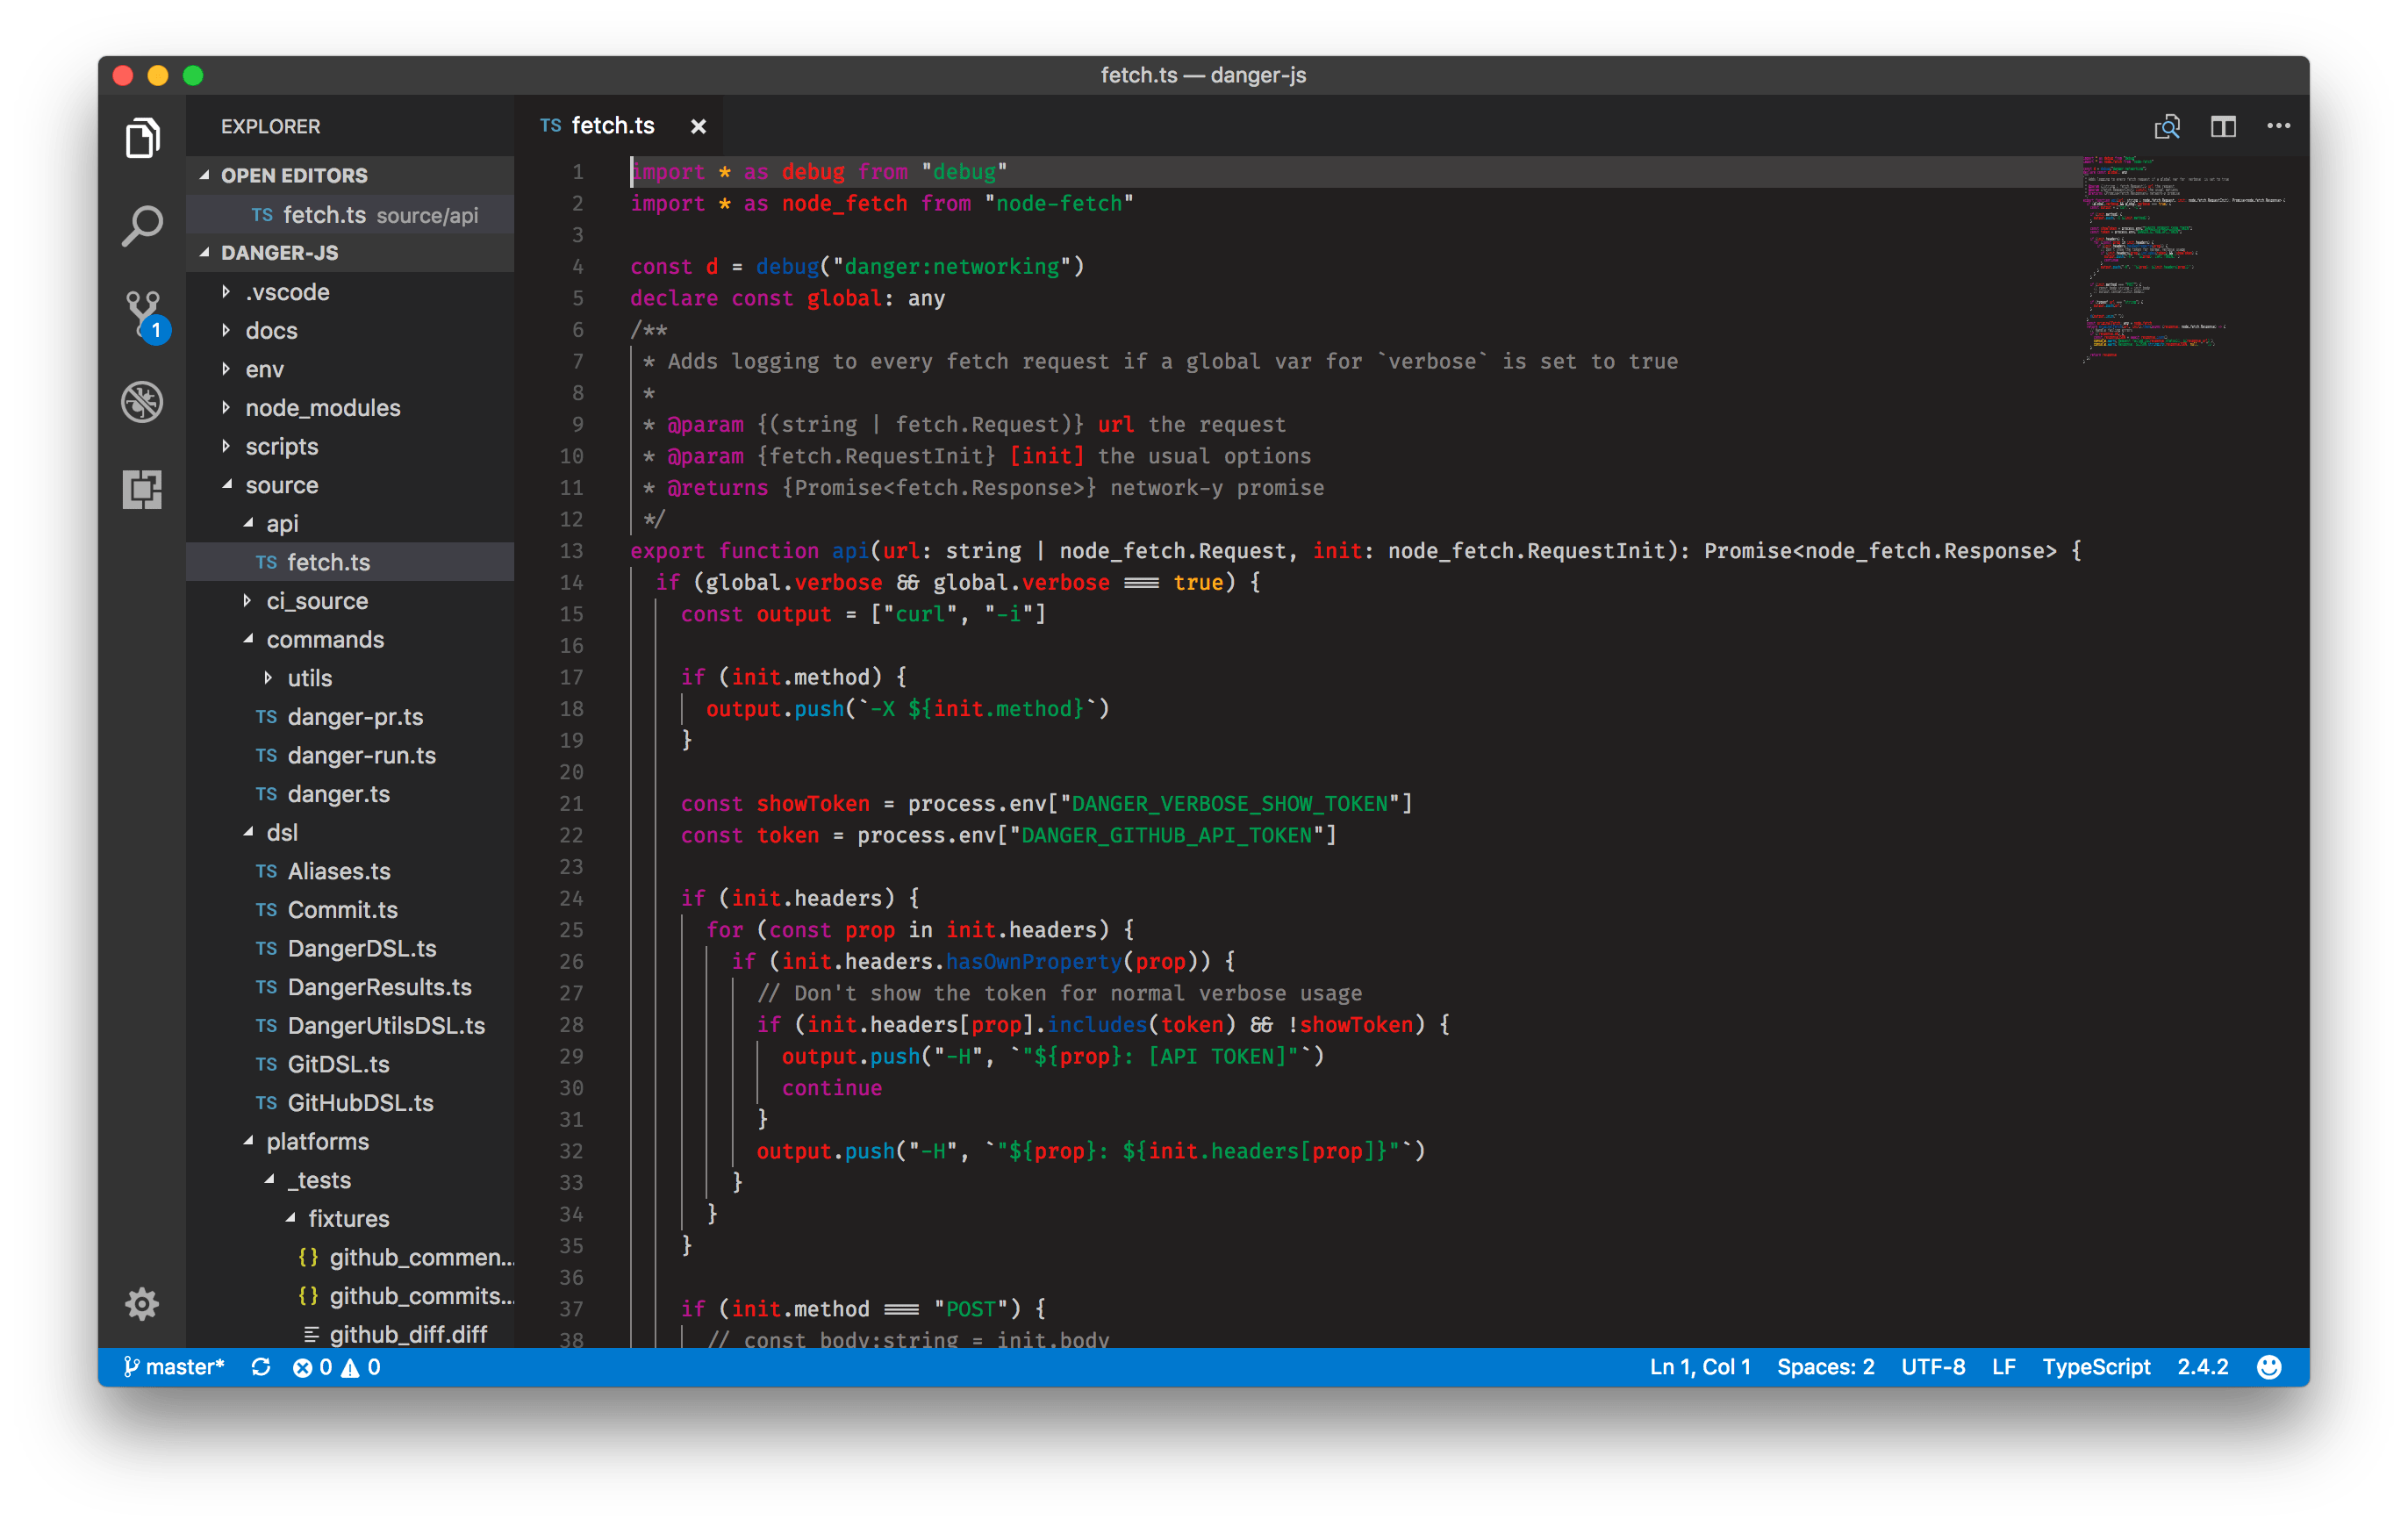 fetch.ts — danger-js
EXPLORER
OPEN EDITORS
TS fetch.ts source/api
DANGER-JS
.vscode
docs
env
node_modules
scripts
source
api
TS fetch.ts
ci_source
commands
utils
TS danger-pr.ts
TS danger-run.ts
TS danger.ts
dsl
TS Aliases.ts
TS Commit.ts
TS DangerDSL.ts
TS DangerResults.ts
TS DangerUtilsDSL.ts
TS GitDSL.ts
TS GitHubDSL.ts
platforms
_tests
fixtures
{} github_commen...
{} github_commits...
github_diff.diff
1
TS fetch.ts ×
1 import * as debug from "debug"
2 import * as node_fetch from "node-fetch"
3
4 const d = debug("danger:networking")
5 declare const global: any
6 /**
7 * Adds logging to every fetch request if a global var for `verbose` is set to true
8 *
9 * @param {(string | fetch.Request)} url the request
10 * @param {fetch.RequestInit} [init] the usual options
11 * @returns {Promise<fetch.Response>} network-y promise
12 */
13 export function api(url: string | node_fetch.Request, init: node_fetch.RequestInit): Promise<node_fetch.Response> {
14 if (global.verbose && global.verbose === true) {
15 const output = ["curl", "-i"]
16
17 if (init.method) {
18 output.push(`-X ${init.method}`)
19 }
20
21 const showToken = process.env["DANGER_VERBOSE_SHOW_TOKEN"]
22 const token = process.env["DANGER_GITHUB_API_TOKEN"]
23
24 if (init.headers) {
25 for (const prop in init.headers) {
26 if (init.headers.hasOwnProperty(prop)) {
27 // Don't show the token for normal verbose usage
28 if (init.headers[prop].includes(token) && !showToken) {
29 output.push("-H", `"${prop}: [API TOKEN]"`)
30 continue
31 }
32 output.push("-H", `"${prop}: ${init.headers[prop]}"`)
33 }
34 }
35 }
36
37 if (init.method === "POST") {
38 // const body:string = init.body
master* 0 0
Ln 1, Col 1 Spaces: 2 UTF-8 LF TypeScript 2.4.2